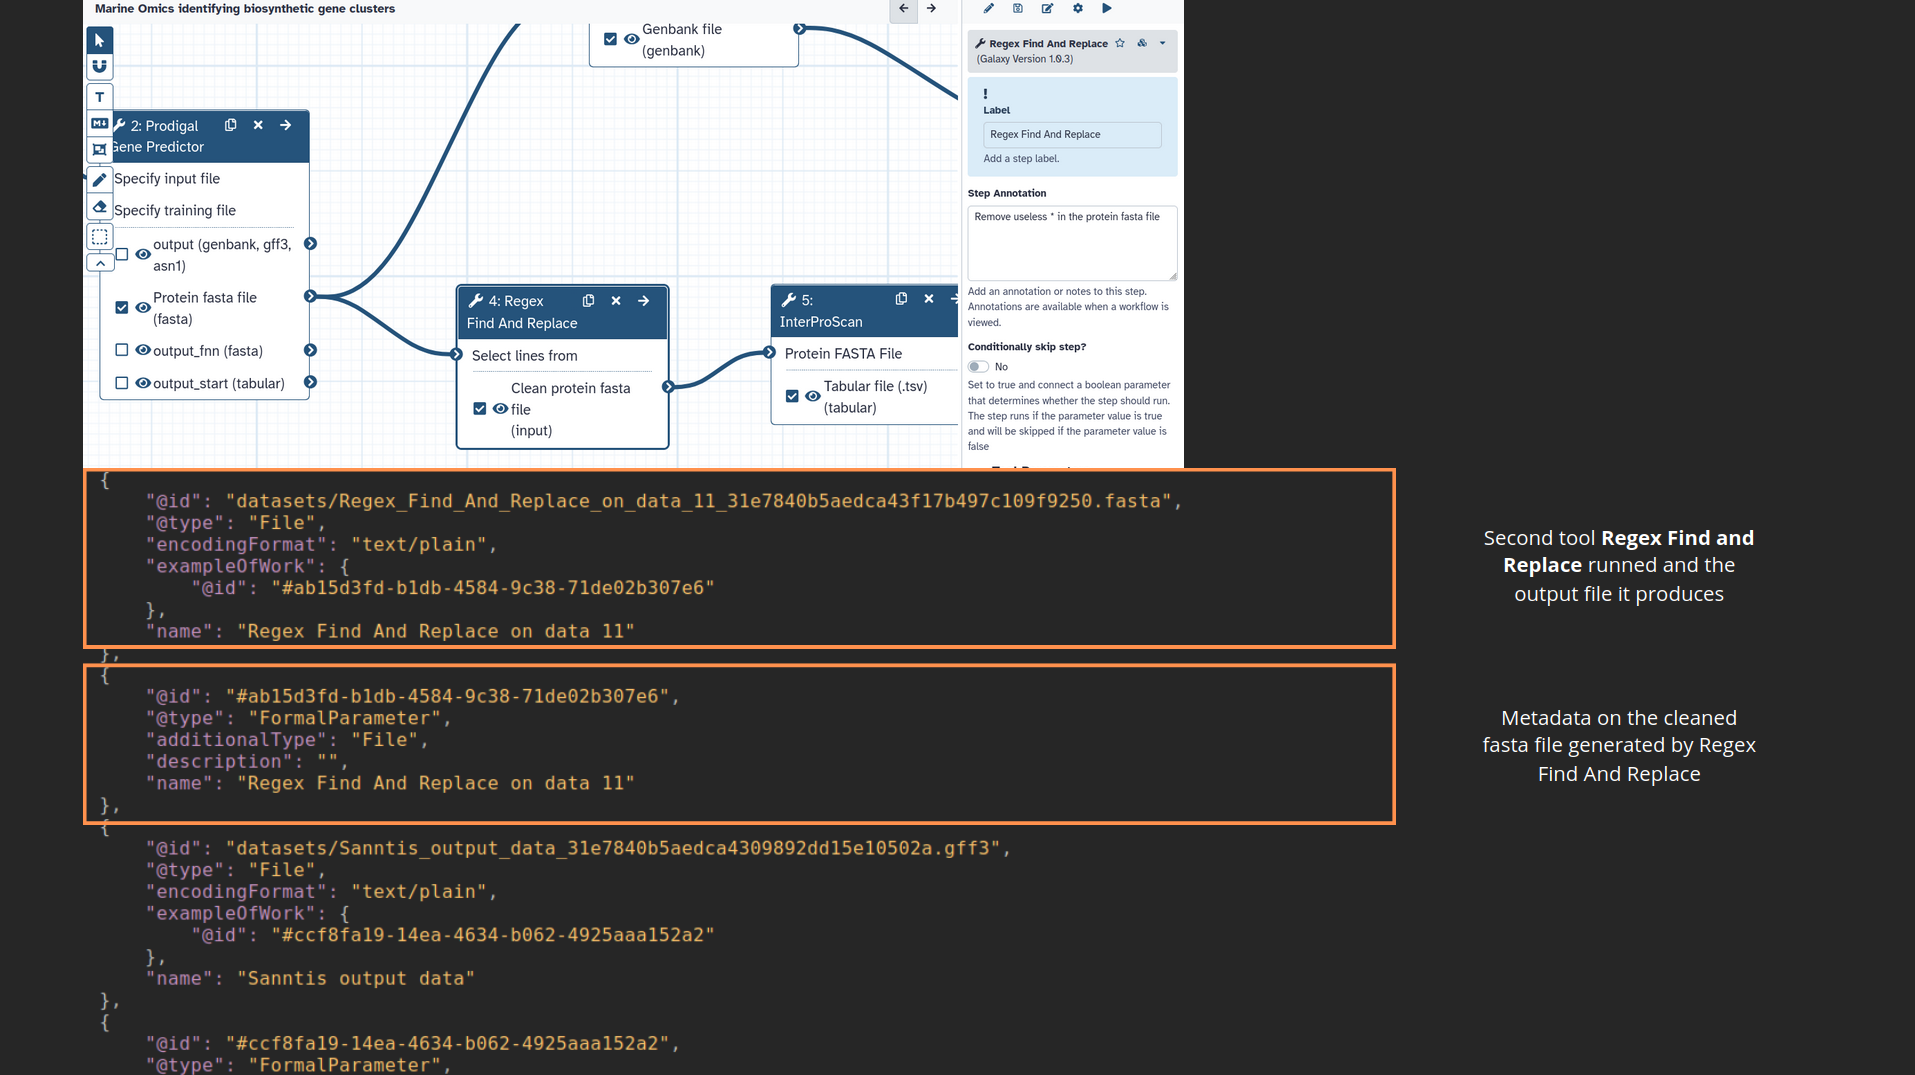 Marine Omics identifying biosynthetic gene clusters
Genbank file
(genbank)
T
M
2: Prodigal
Gene Predictor
Specify input file
Specify training file
output (genbank, gff3,
asn1)
Protein fasta file
(fasta)
output_fnn (fasta)
output_start (tabular)
4: Regex
Find And Replace
Select lines from
Clean protein fasta
file
(input)
5:
InterProScan
Protein FASTA File
Tabular file (.tsv)
(tabular)
Regex Find And Replace
(Galaxy Version 1.0.3)
!
Label
Regex Find And Replace
Add a step label.
Step Annotation
Remove useless * in the protein fasta file
Add an annotation or notes to this step.
Annotations are available when a workflow is
viewed.
Conditionally skip step?
No
Set to true and connect a boolean parameter
that determines whether the step should run.
The step runs if the parameter value is true
and will be skipped if the parameter value is
false
{
"@id": "datasets/Regex_Find_And_Replace_on_data_11_31e7840b5aedca43f17b497c109f9250.fasta",
"@type": "File",
"encodingFormat": "text/plain",
"exampleOfWork": {
"@id": "#ab15d3fd-b1db-4584-9c38-71de02b307e6"
},
"name": "Regex Find And Replace on data 11"
},
{
"@id": "#ab15d3fd-b1db-4584-9c38-71de02b307e6",
"@type": "FormalParameter",
"additionalType": "File",
"description": "",
"name": "Regex Find And Replace on data 11"
},
{
"@id": "datasets/Sanntis_output_data_31e7840b5aedca4309892dd15e10502a.gff3",
"@type": "File",
"encodingFormat": "text/plain",
"exampleOfWork": {
"@id": "#ccf8fa19-14ea-4634-b062-4925aaa152a2"
},
"name": "Sanntis output data"
},
{
"@id": "#ccf8fa19-14ea-4634-b062-4925aaa152a2",
"@type": "FormalParameter",
Second tool Regex Find and
Replace runned and the
output file it produces
Metadata on the cleaned
fasta file generated by Regex
Find And Replace